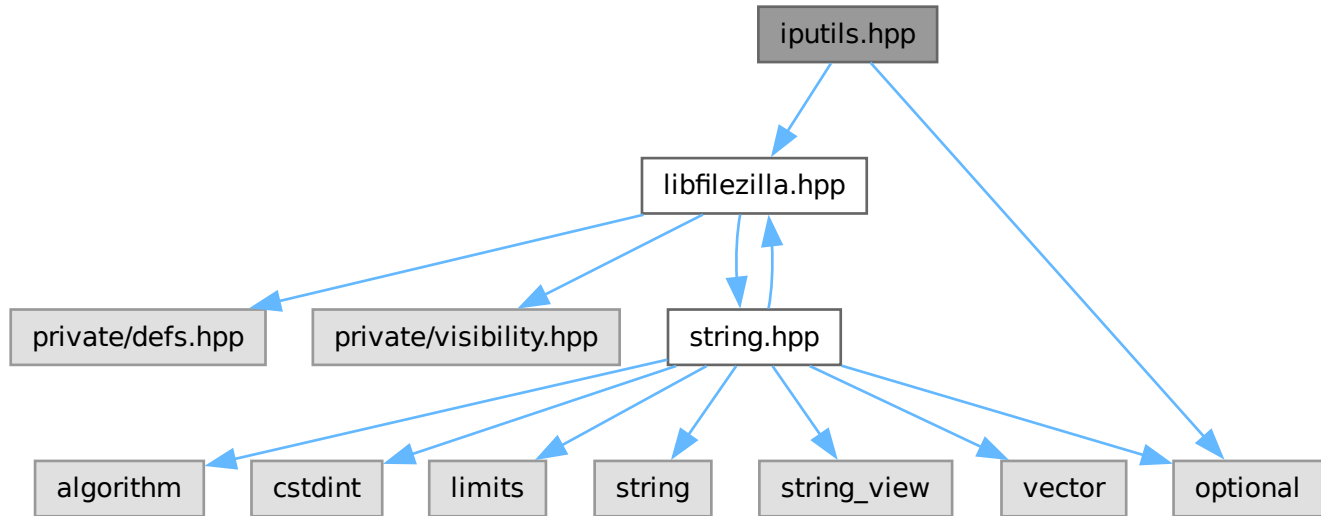 iputils.hpp
libfilezilla.hpp
private/defs.hpp
private/visibility.hpp
string.hpp
algorithm
cstdint
limits
string
string_view
vector
optional